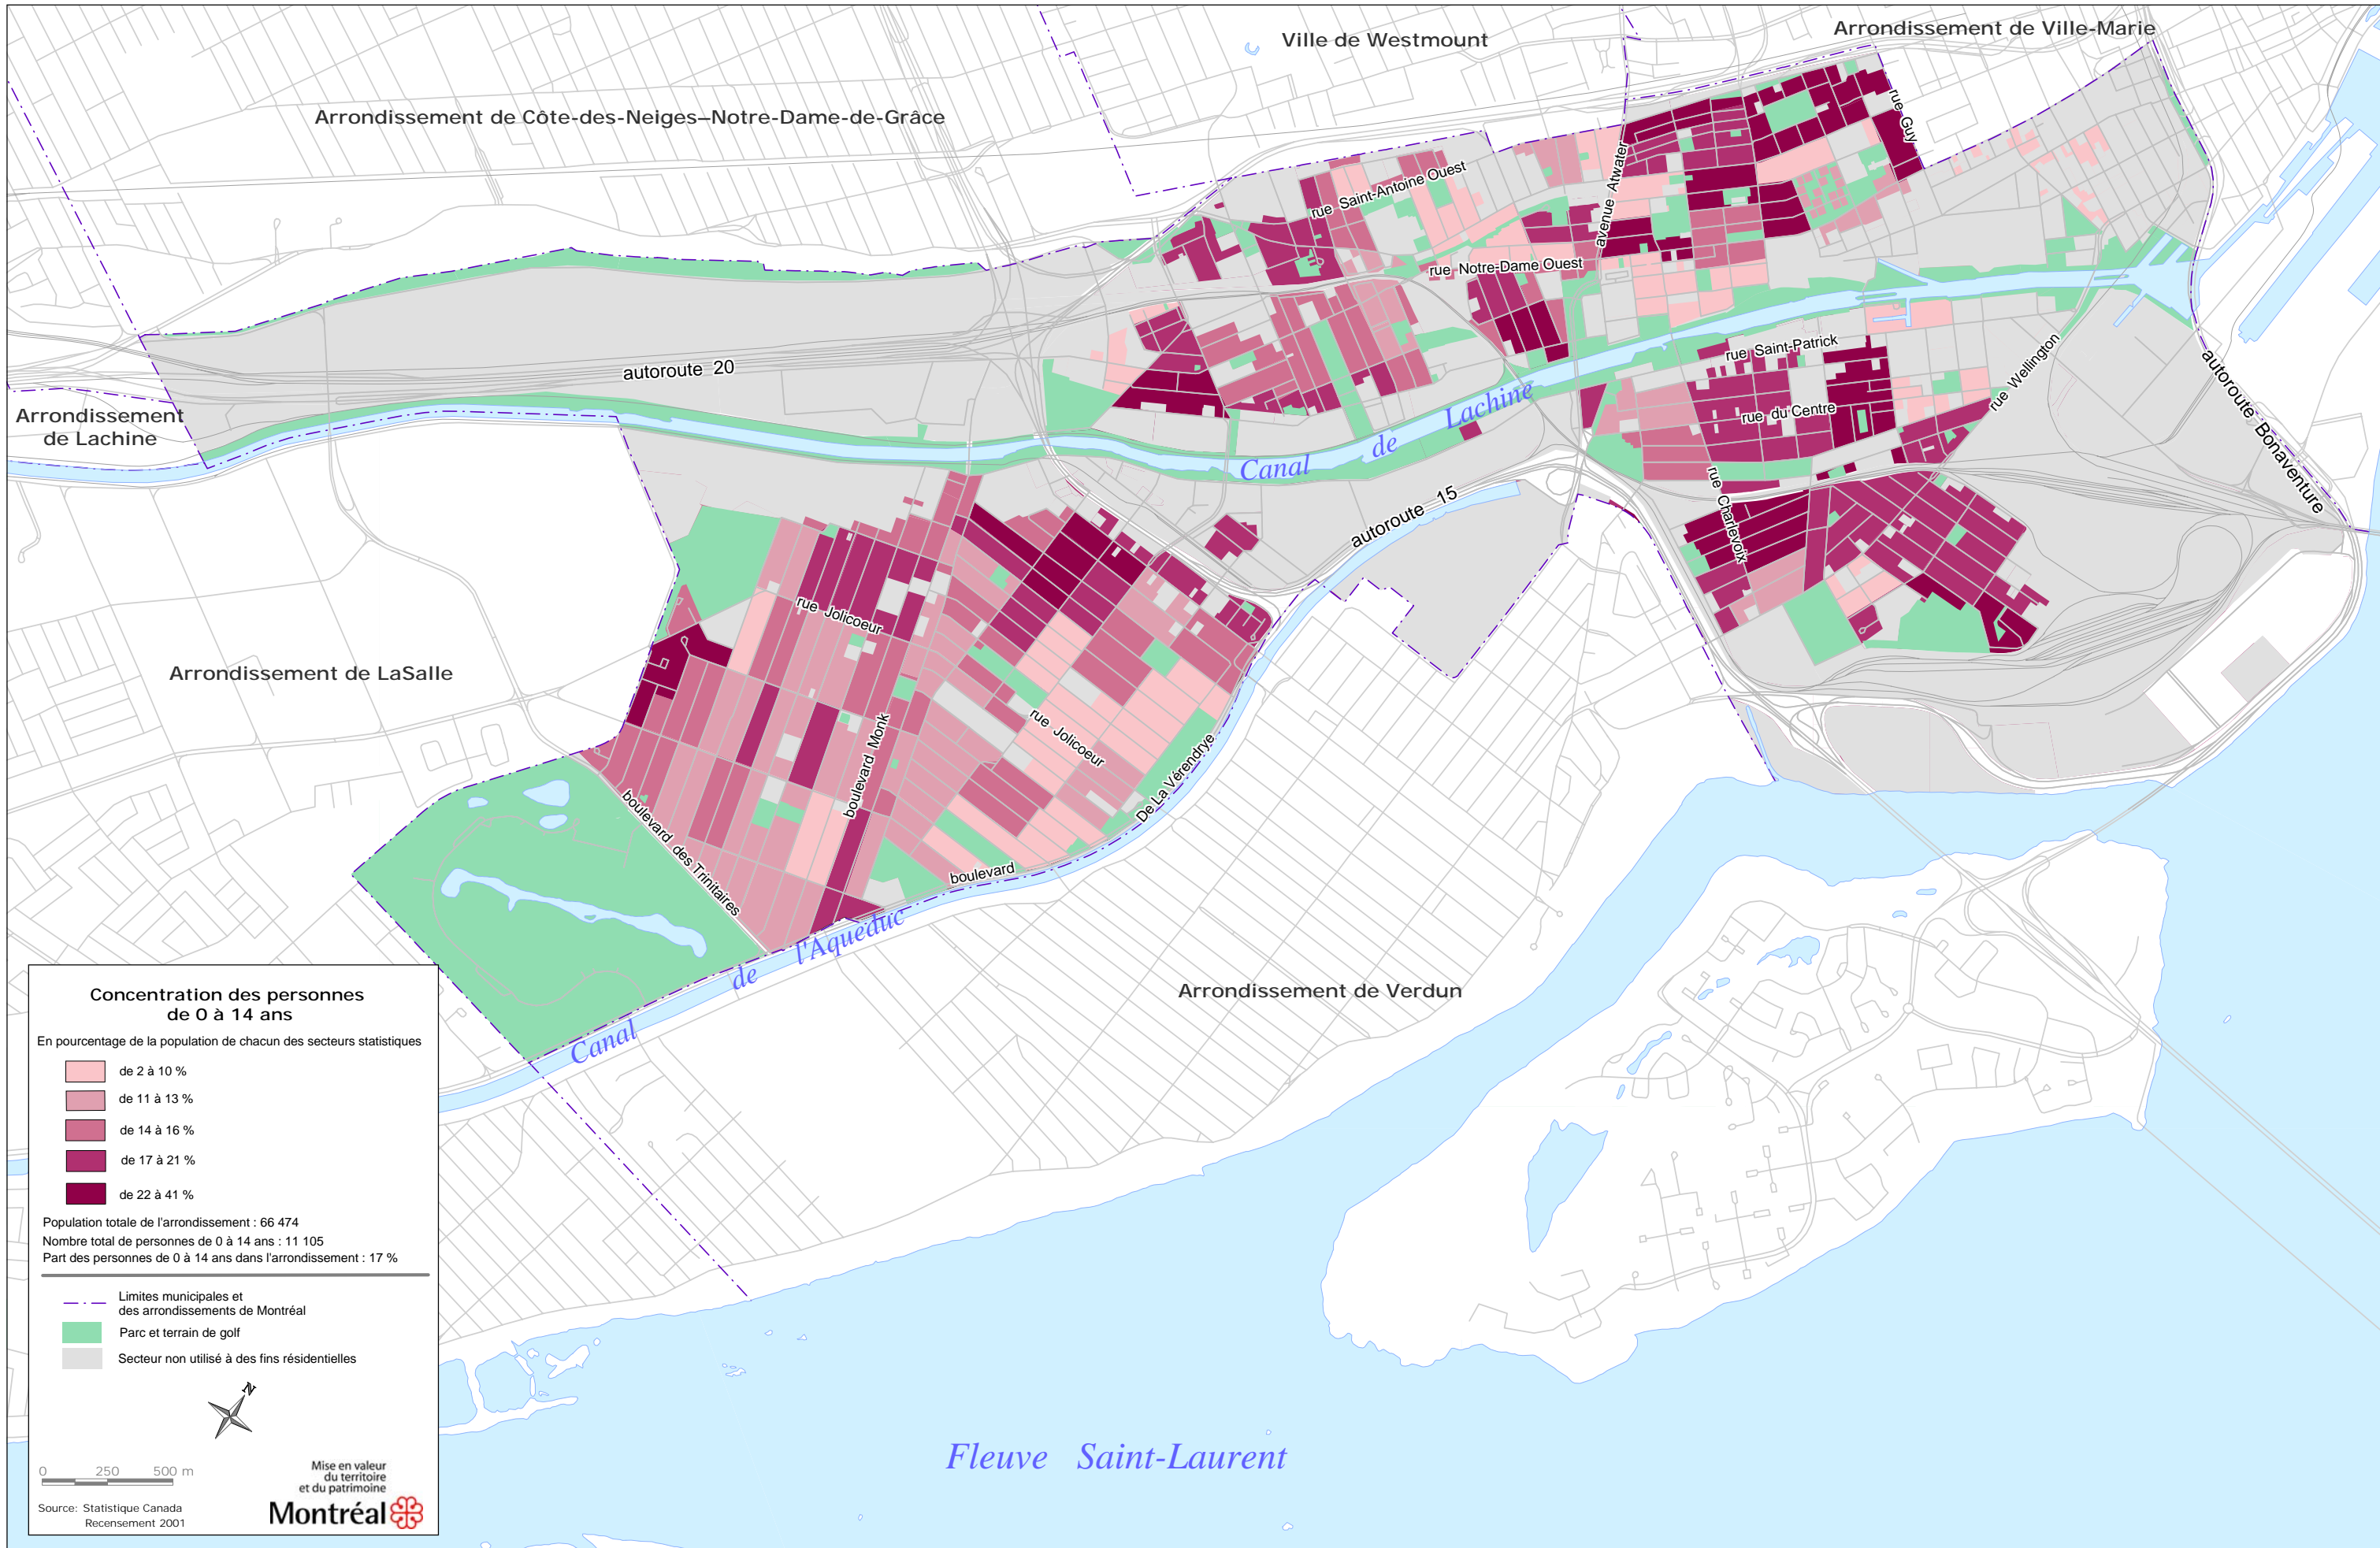 Ville de Westmount
Arrondissement de Ville-Marie
Arrondissement de Côte-des-Neiges–Notre-Dame-de-Grâce
rue Guy
avenue Atwater
rue Saint-Antoine Ouest
rue Notre-Dame Ouest
autoroute 20
rue Saint-Patrick
rue Wellington
autoroute Bonaventure
Arrondissement
de Lachine
rue du Centre
Canal de Lachine
rue Charlevoix
autoroute 15
rue Jolicoeur
Arrondissement de LaSalle
boulevard Monk
rue Jolicoeur
boulevard De La Vérendrye
boulevard des Trinitaires
Canal de l'Aqueduc
Arrondissement de Verdun
Fleuve Saint-Laurent
Concentration des personnes
de 0 à 14 ans
En pourcentage de la population de chacun des secteurs statistiques
de 2 à 10 %
de 11 à 13 %
de 14 à 16 %
de 17 à 21 %
de 22 à 41 %
Population totale de l'arrondissement : 66 474
Nombre total de personnes de 0 à 14 ans : 11 105
Part des personnes de 0 à 14 ans dans l'arrondissement : 17 %
Limites municipales et
des arrondissements de Montréal
Parc et terrain de golf
Secteur non utilisé à des fins résidentielles
N
0 250 500 m
Mise en valeur
du territoire
et du patrimoine
Montréal
Source: Statistique Canada
Recensement 2001